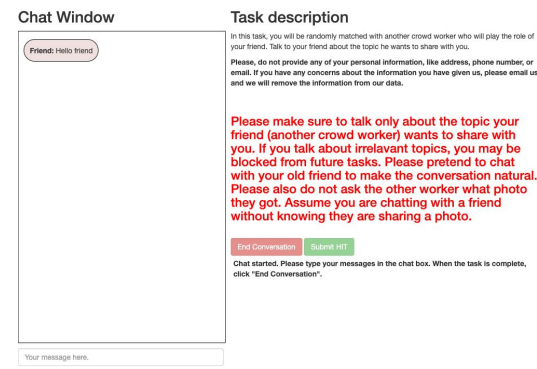 Chat Window
Friend: Hello friend
Your message here.
Task description
In this task, you will be randomly matched with another crowd worker who will play the role of
your friend. Talk to your friend about the topic he wants to share with you.
Please, do not provide any of your personal information, like address, phone number, or
email. If you have any concerns about the information you have given us, please email us
and we will remove the information from our data.
Please make sure to talk only about the topic your
friend (another crowd worker) wants to share with
you. If you talk about irrelavant topics, you may be
blocked from future tasks. Please pretend to chat
with your old friend to make the conversation natural.
Please also do not ask the other worker what photo
they got. Assume you are chatting with a friend
without knowing they are sharing a photo.
End Conversation Submit HIT
Chat started. Please type your messages in the chat box. When the task is complete,
click "End Conversation".